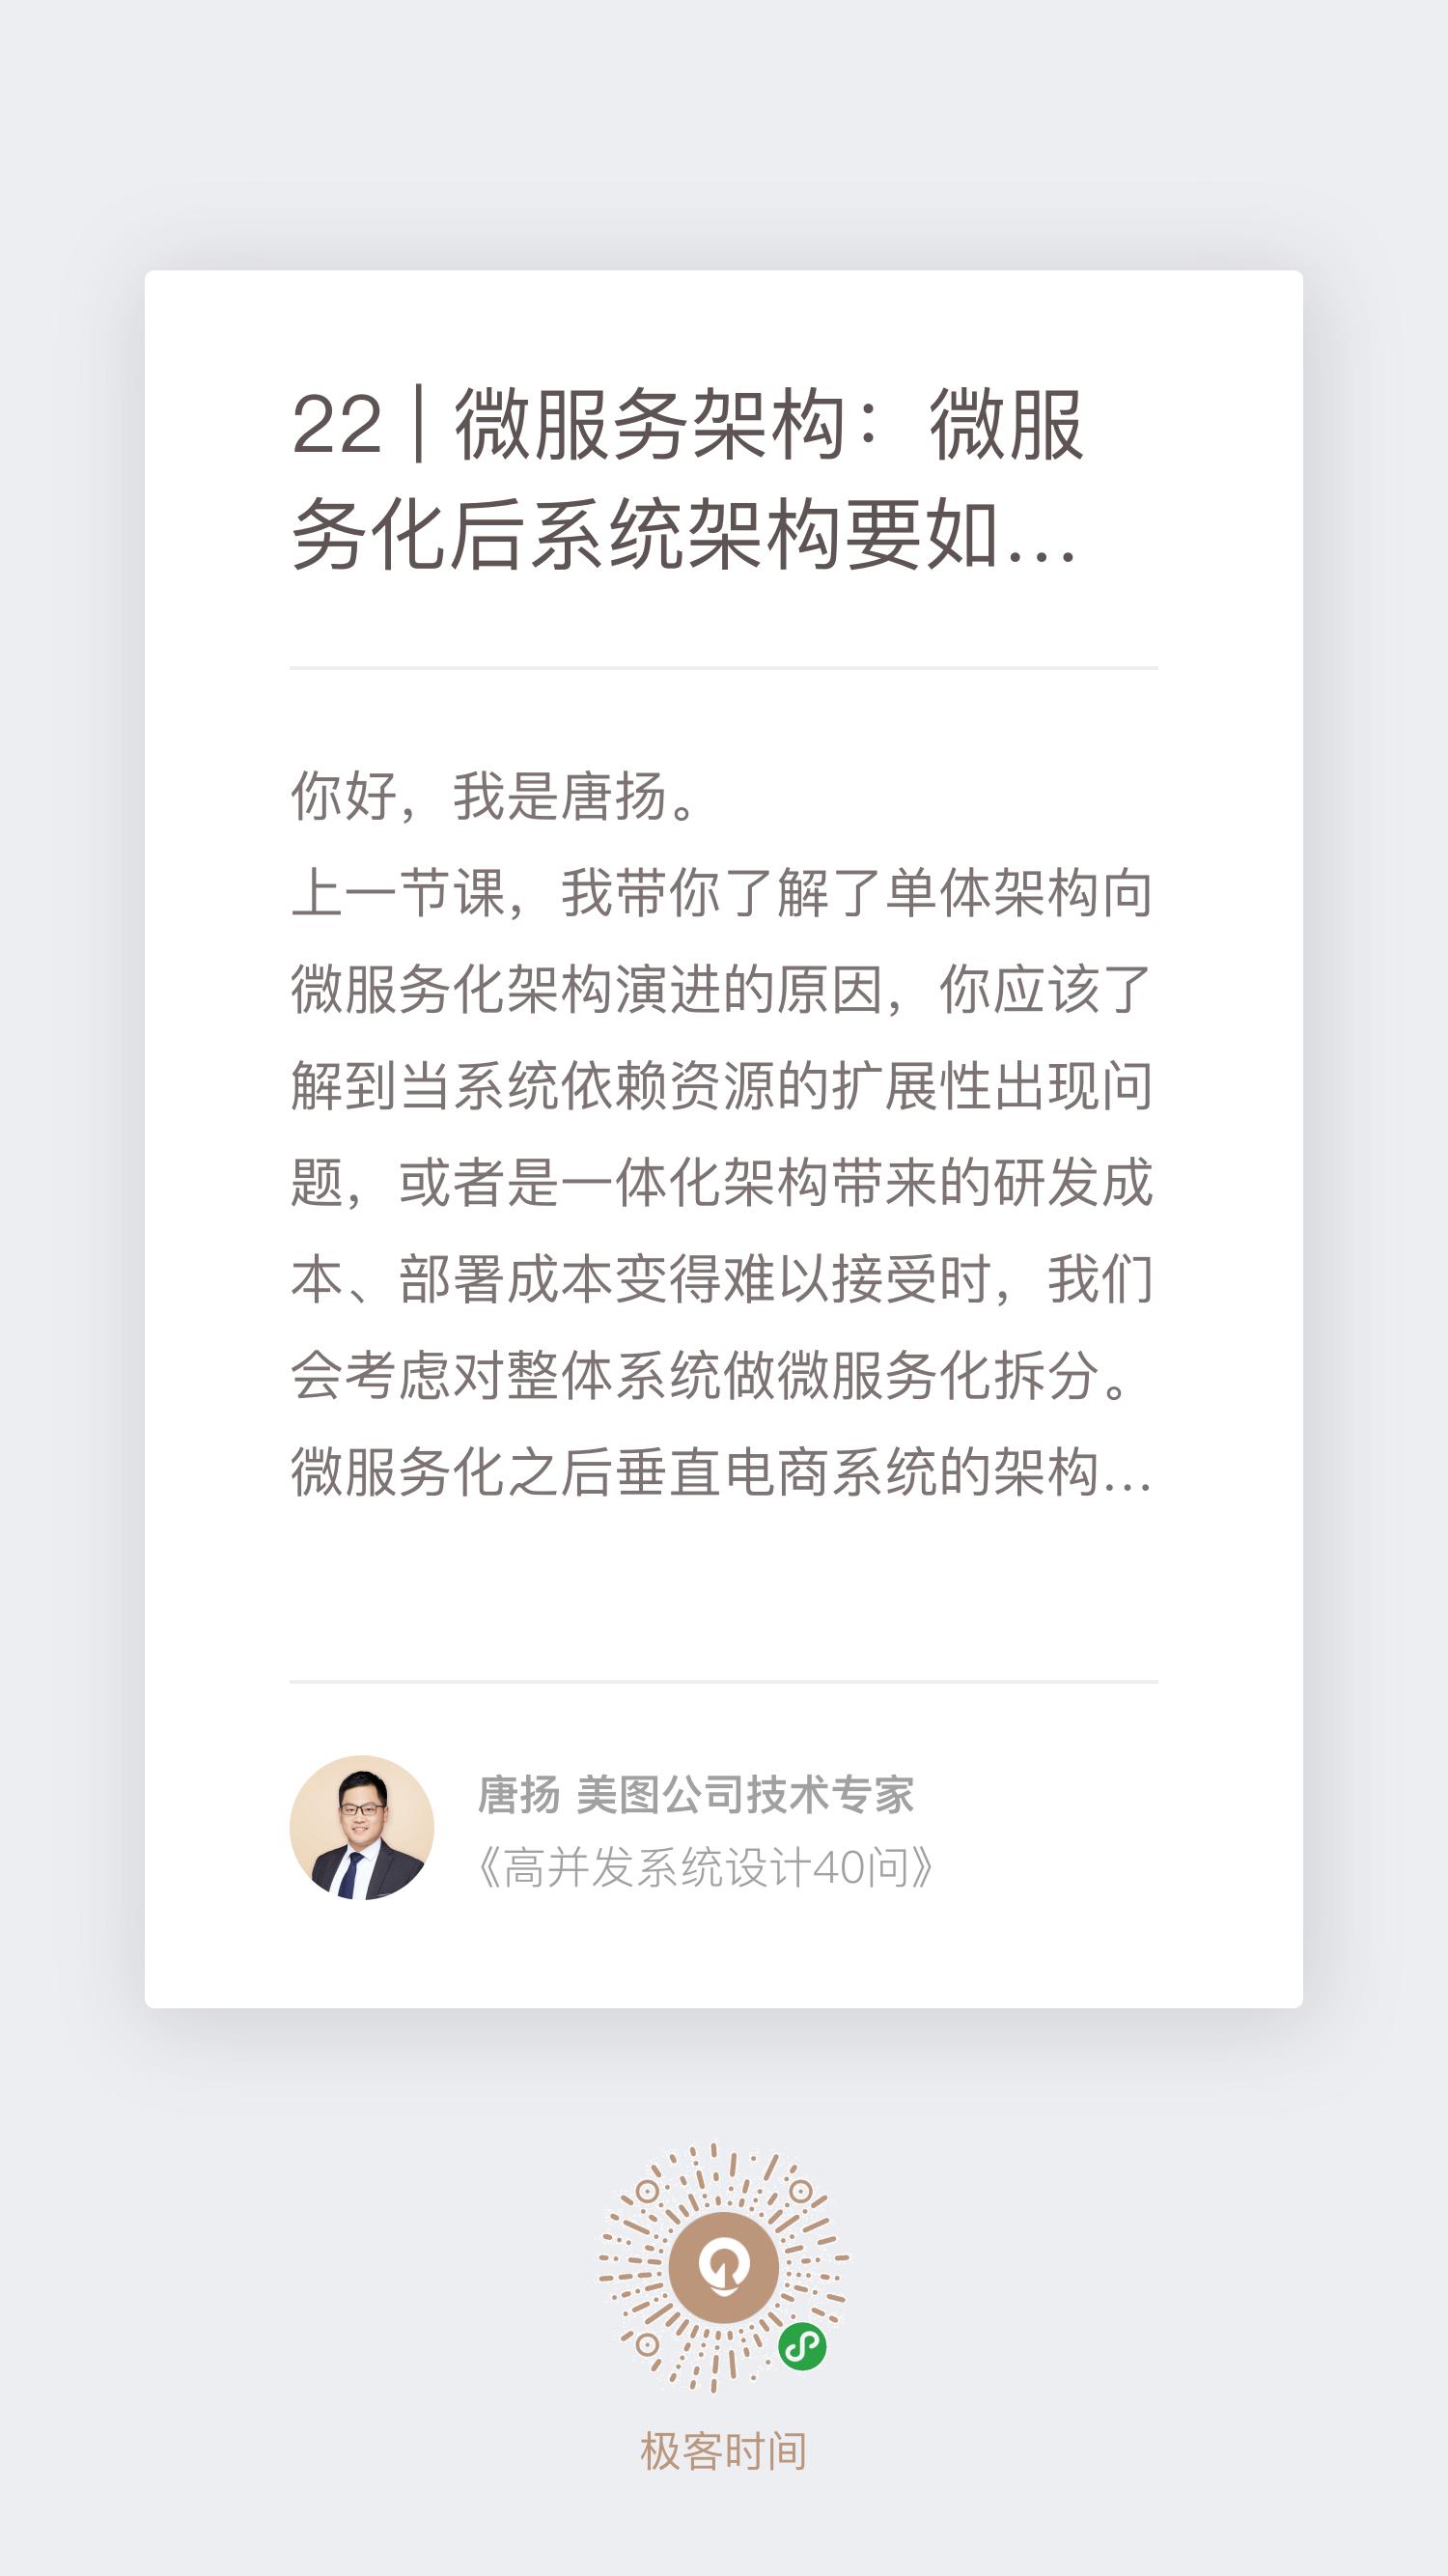 22 | 微服务架构：微服
务化后系统架构要如...
你好，我是唐扬。
上一节课，我带你了解了单体架构向
微服务化架构演进的原因，你应该了
解到当系统依赖资源的扩展性出现问
题，或者是一体化架构带来的研发成
本、部署成本变得难以接受时，我们
会考虑对整体系统做微服务化拆分。
微服务化之后垂直电商系统的架构...
唐扬 美图公司技术专家
《高并发系统设计40问》
极客时间